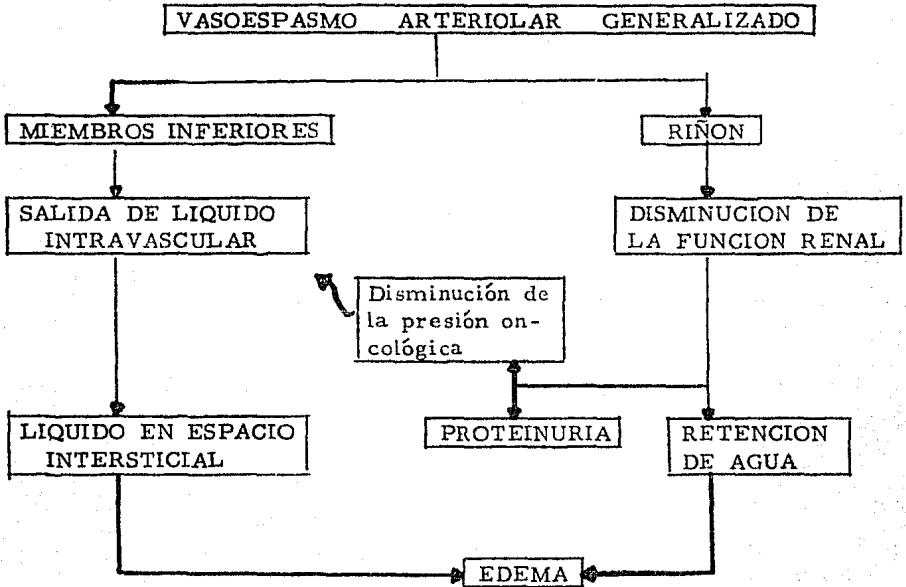 VASOESPASMO ARTERIOLAR GENERALIZADO
MIEMBROS INFERIORES
RIÑON
SALIDA DE LIQUIDO
INTRAVASCULAR
DISMINUCION DE
LA FUNCION RENAL
Disminución de
la presión on-
cológica
LIQUIDO EN ESPACIO
INTERSTICIAL
PROTEINURIA
RETENCION
DE AGUA
EDEMA